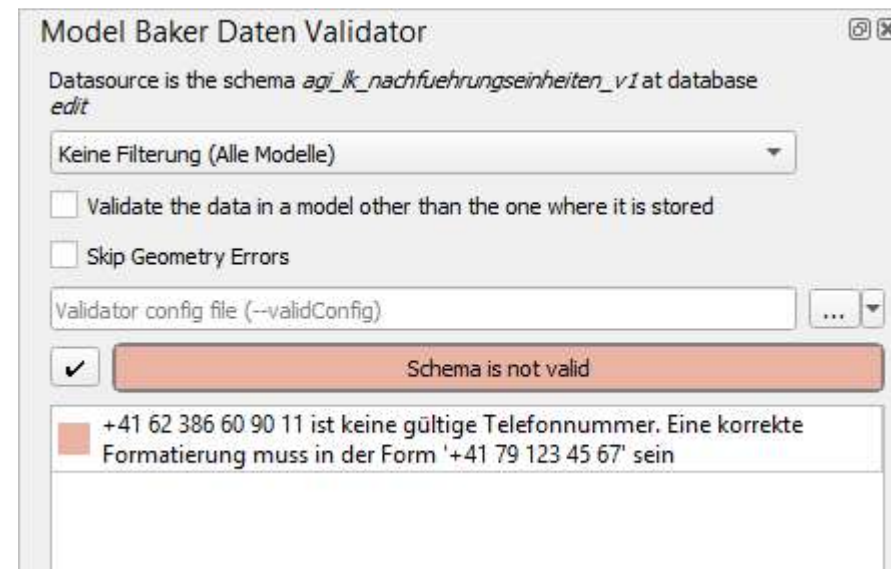 Model Baker Daten Validator
Datasource is the schema agi_lk_nachfuehrungseinheiten_v1 at database
edit
Keine Filterung (Alle Modelle)
Validate the data in a model other than the one where it is stored
Skip Geometry Errors
Validator config file (--validConfig)
...
Schema is not valid
+41 62 386 60 90 11 ist keine gültige Telefonnummer. Eine korrekte
Formatierung muss in der Form '+41 79 123 45 67' sein